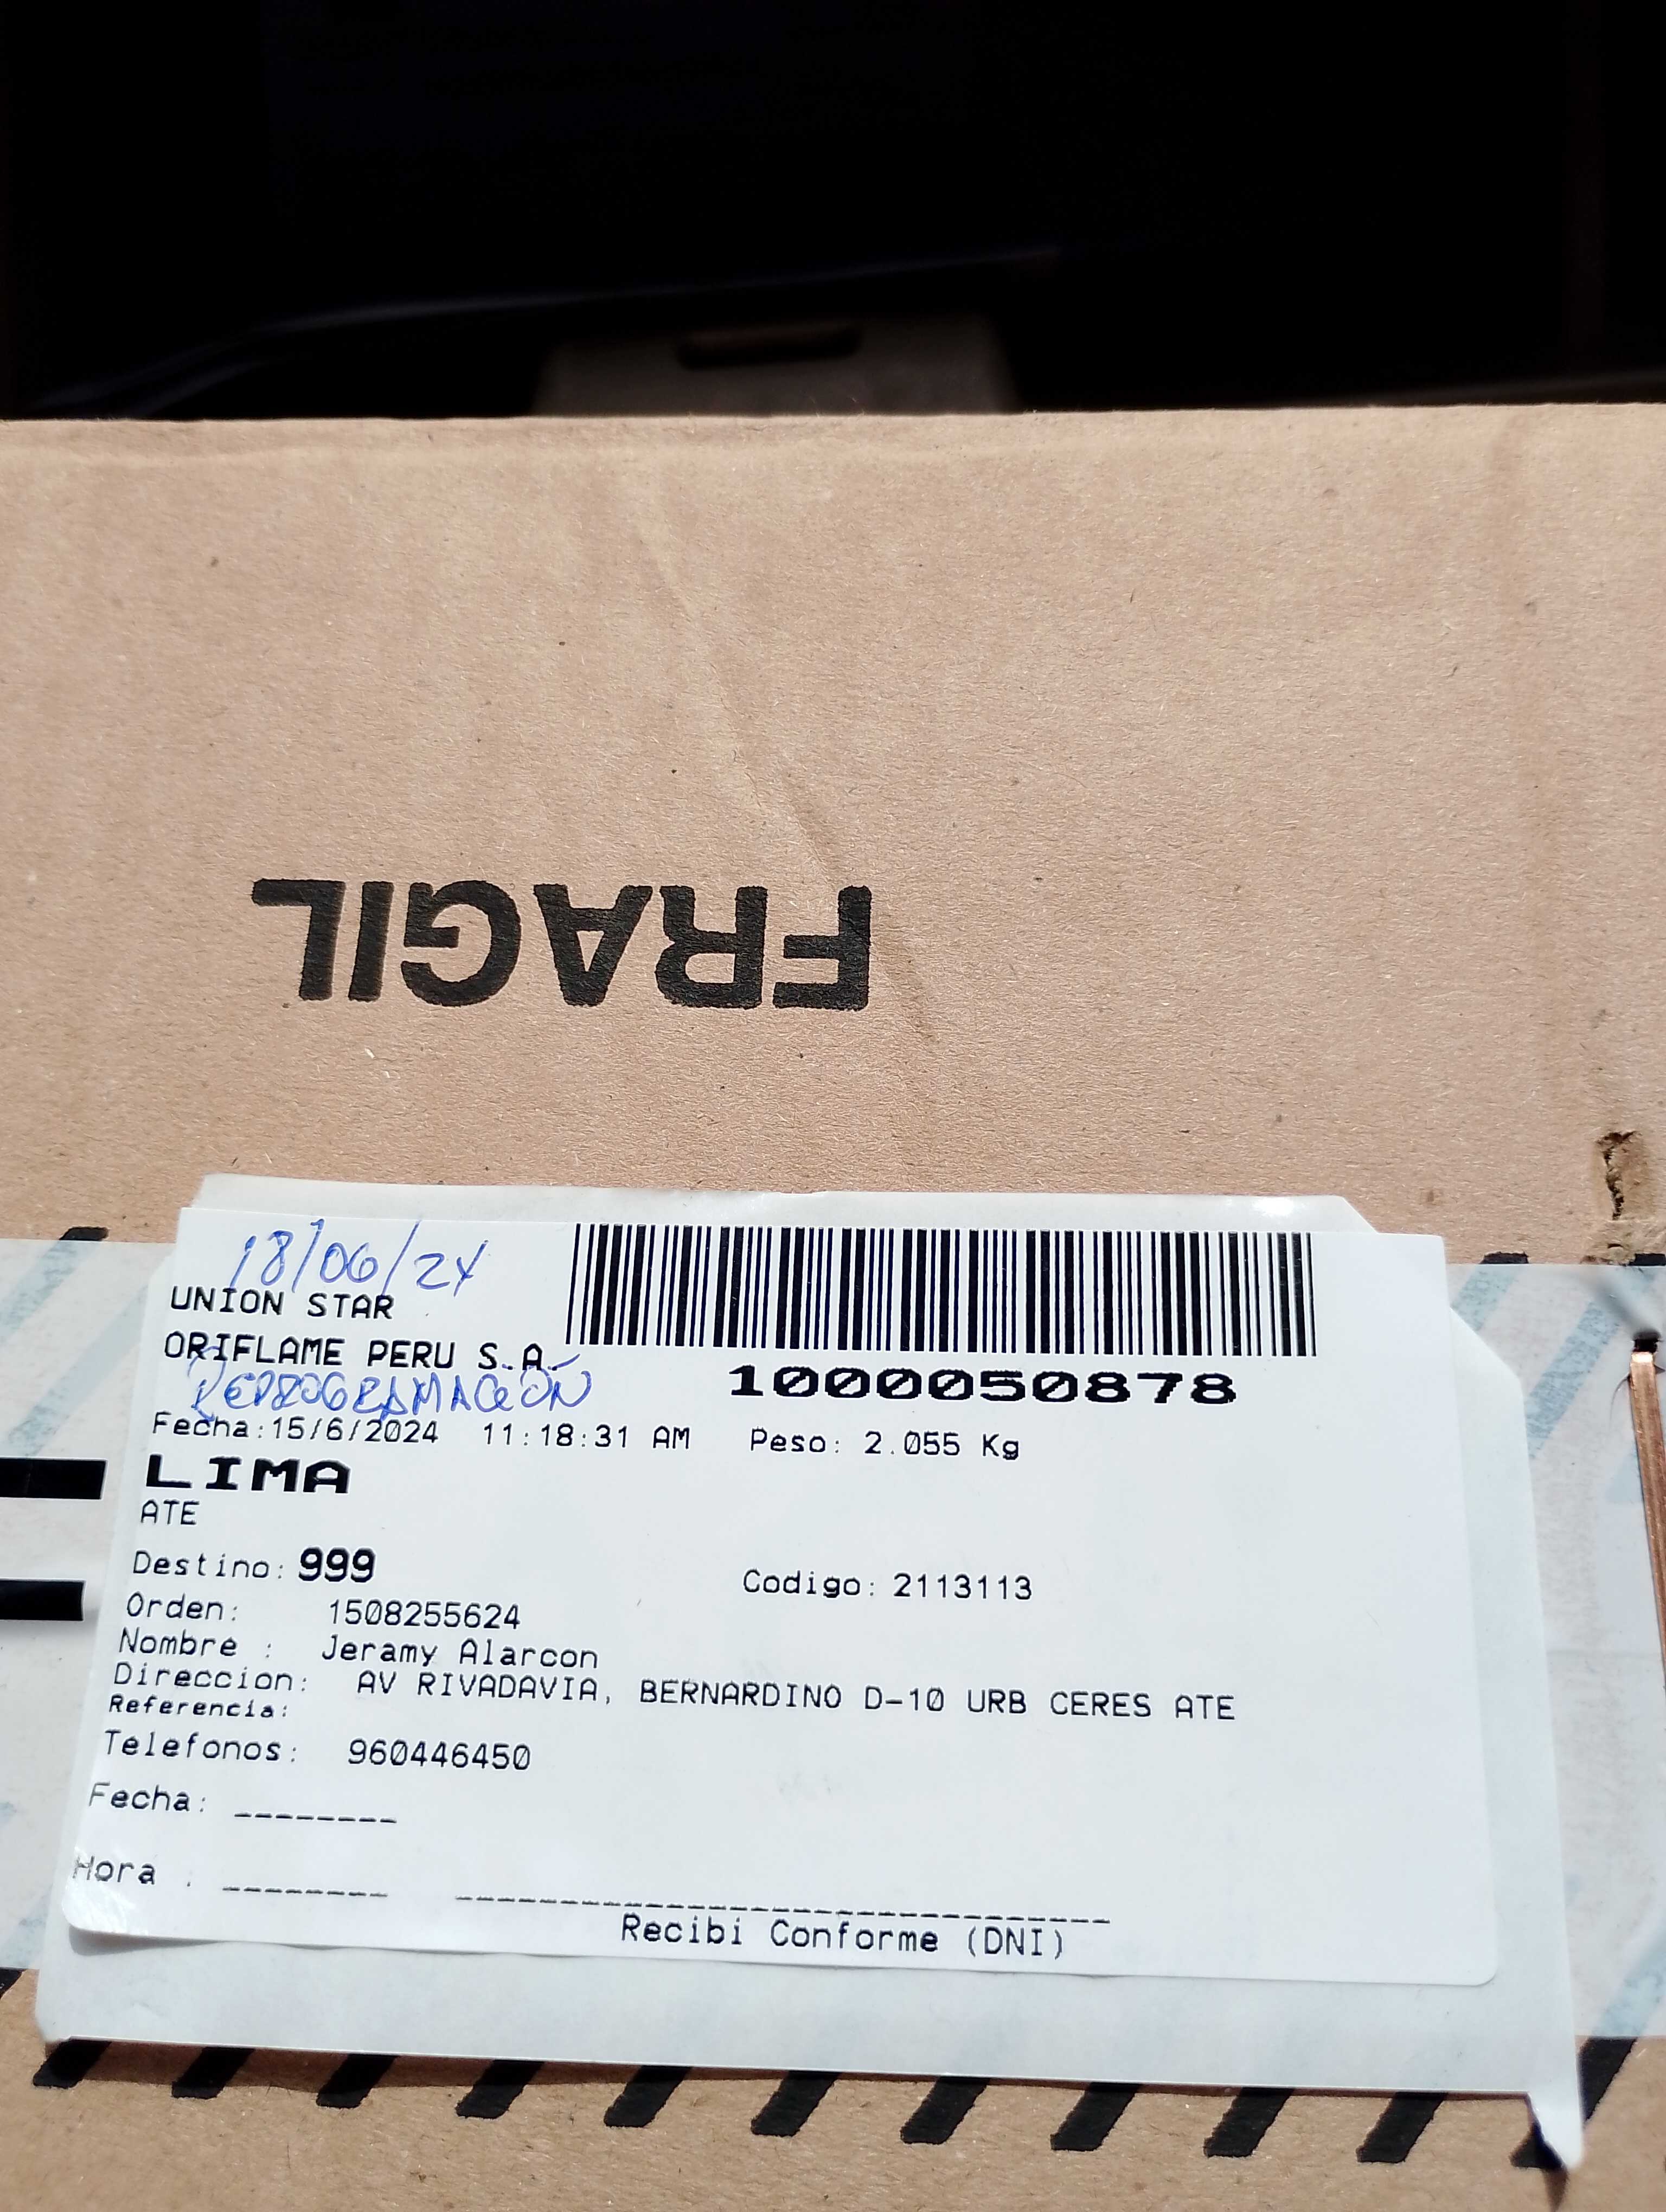 FRAGIL
18/06/24
UNION STAR
ORIFLAME PERU S.A.
REPROGRAMACIÓN
1000050878
Fecha:15/6/2024 11:18:31 AM Peso: 2.055 Kg
LIMA
ATE
Destino: 999 Codigo: 2113113
Orden: 1508255624
Nombre : Jeramy Alarcon
Direccion: AV RIVADAVIA, BERNARDINO D-10 URB CERES ATE
Referencia:
Telefonos: 960446450
Fecha: ________
Hora : ________ ________________________________
Recibi Conforme (DNI)